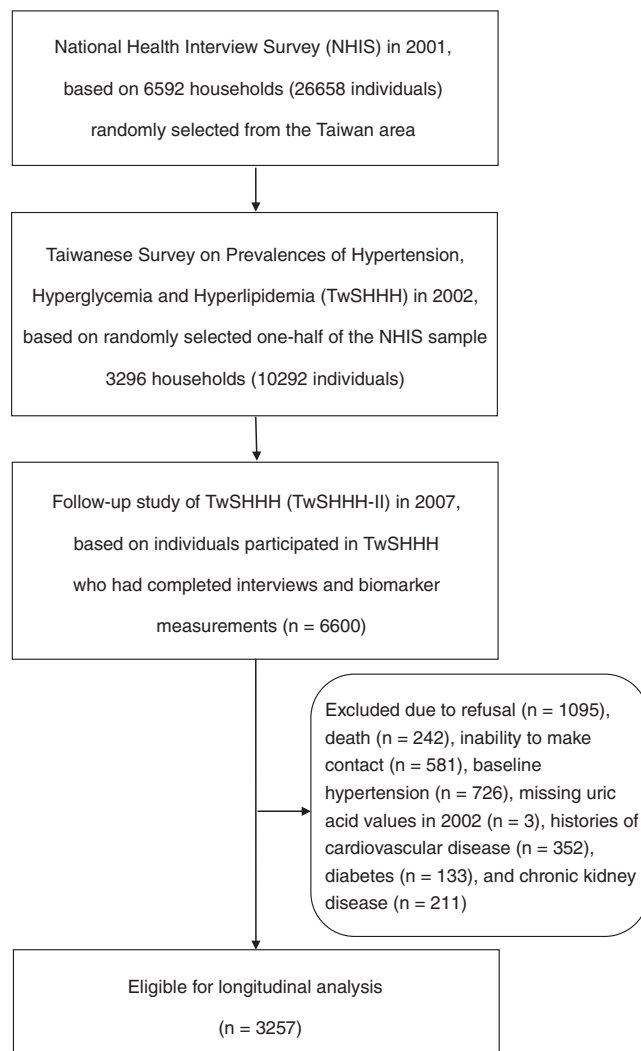 National Health Interview Survey (NHIS) in 2001,
based on 6592 households (26658 individuals)
randomly selected from the Taiwan area
Taiwanese Survey on Prevalences of Hypertension,
Hyperglycemia and Hyperlipidemia (TwSHHH) in 2002,
based on randomly selected one-half of the NHIS sample
3296 households (10292 individuals)
Follow-up study of TwSHHH (TwSHHH-II) in 2007,
based on individuals participated in TwSHHH
who had completed interviews and biomarker
measurements (n = 6600)
Excluded due to refusal (n = 1095),
death (n = 242), inability to make
contact (n = 581), baseline
hypertension (n = 726), missing uric
acid values in 2002 (n = 3), histories of
cardiovascular disease (n = 352),
diabetes (n = 133), and chronic kidney
disease (n = 211)
Eligible for longitudinal analysis
(n = 3257)